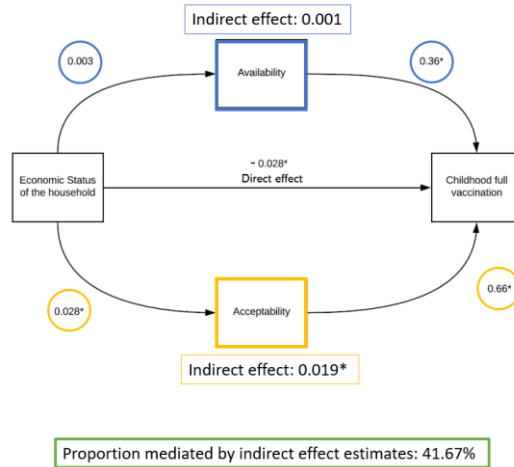 Indirect effect: 0.001
0.003
Availability
0.36*
Economic Status
of the household
- 0.028*
Direct effect
Childhood full
vaccination
0.028*
Acceptability
0.66*
Indirect effect: 0.019*
Proportion mediated by indirect effect estimates: 41.67%